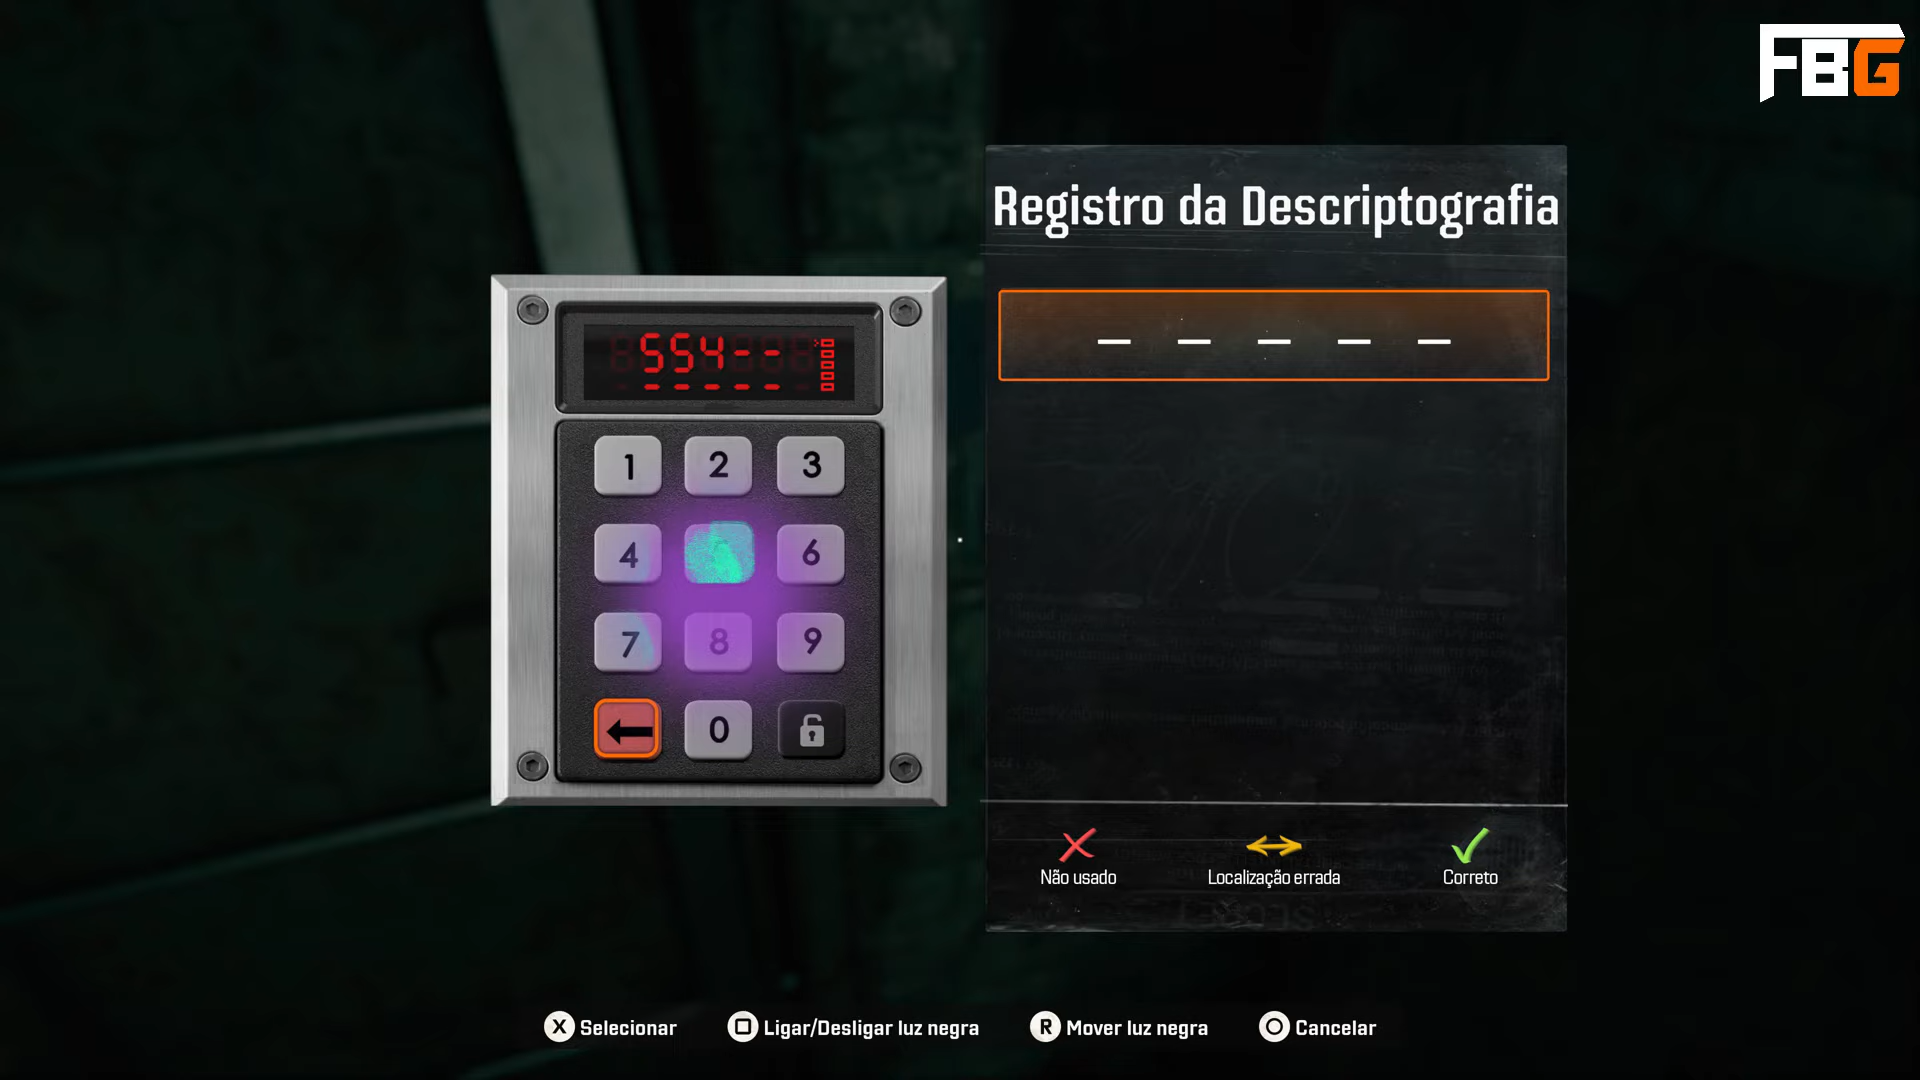 FBG
Registro da Descriptografia
554--
1 2 3
4 6
7 8 9
0
Não usado
Localização errada
Correto
X Selecionar
Ligar/Desligar luz negra
R Mover luz negra
Cancelar